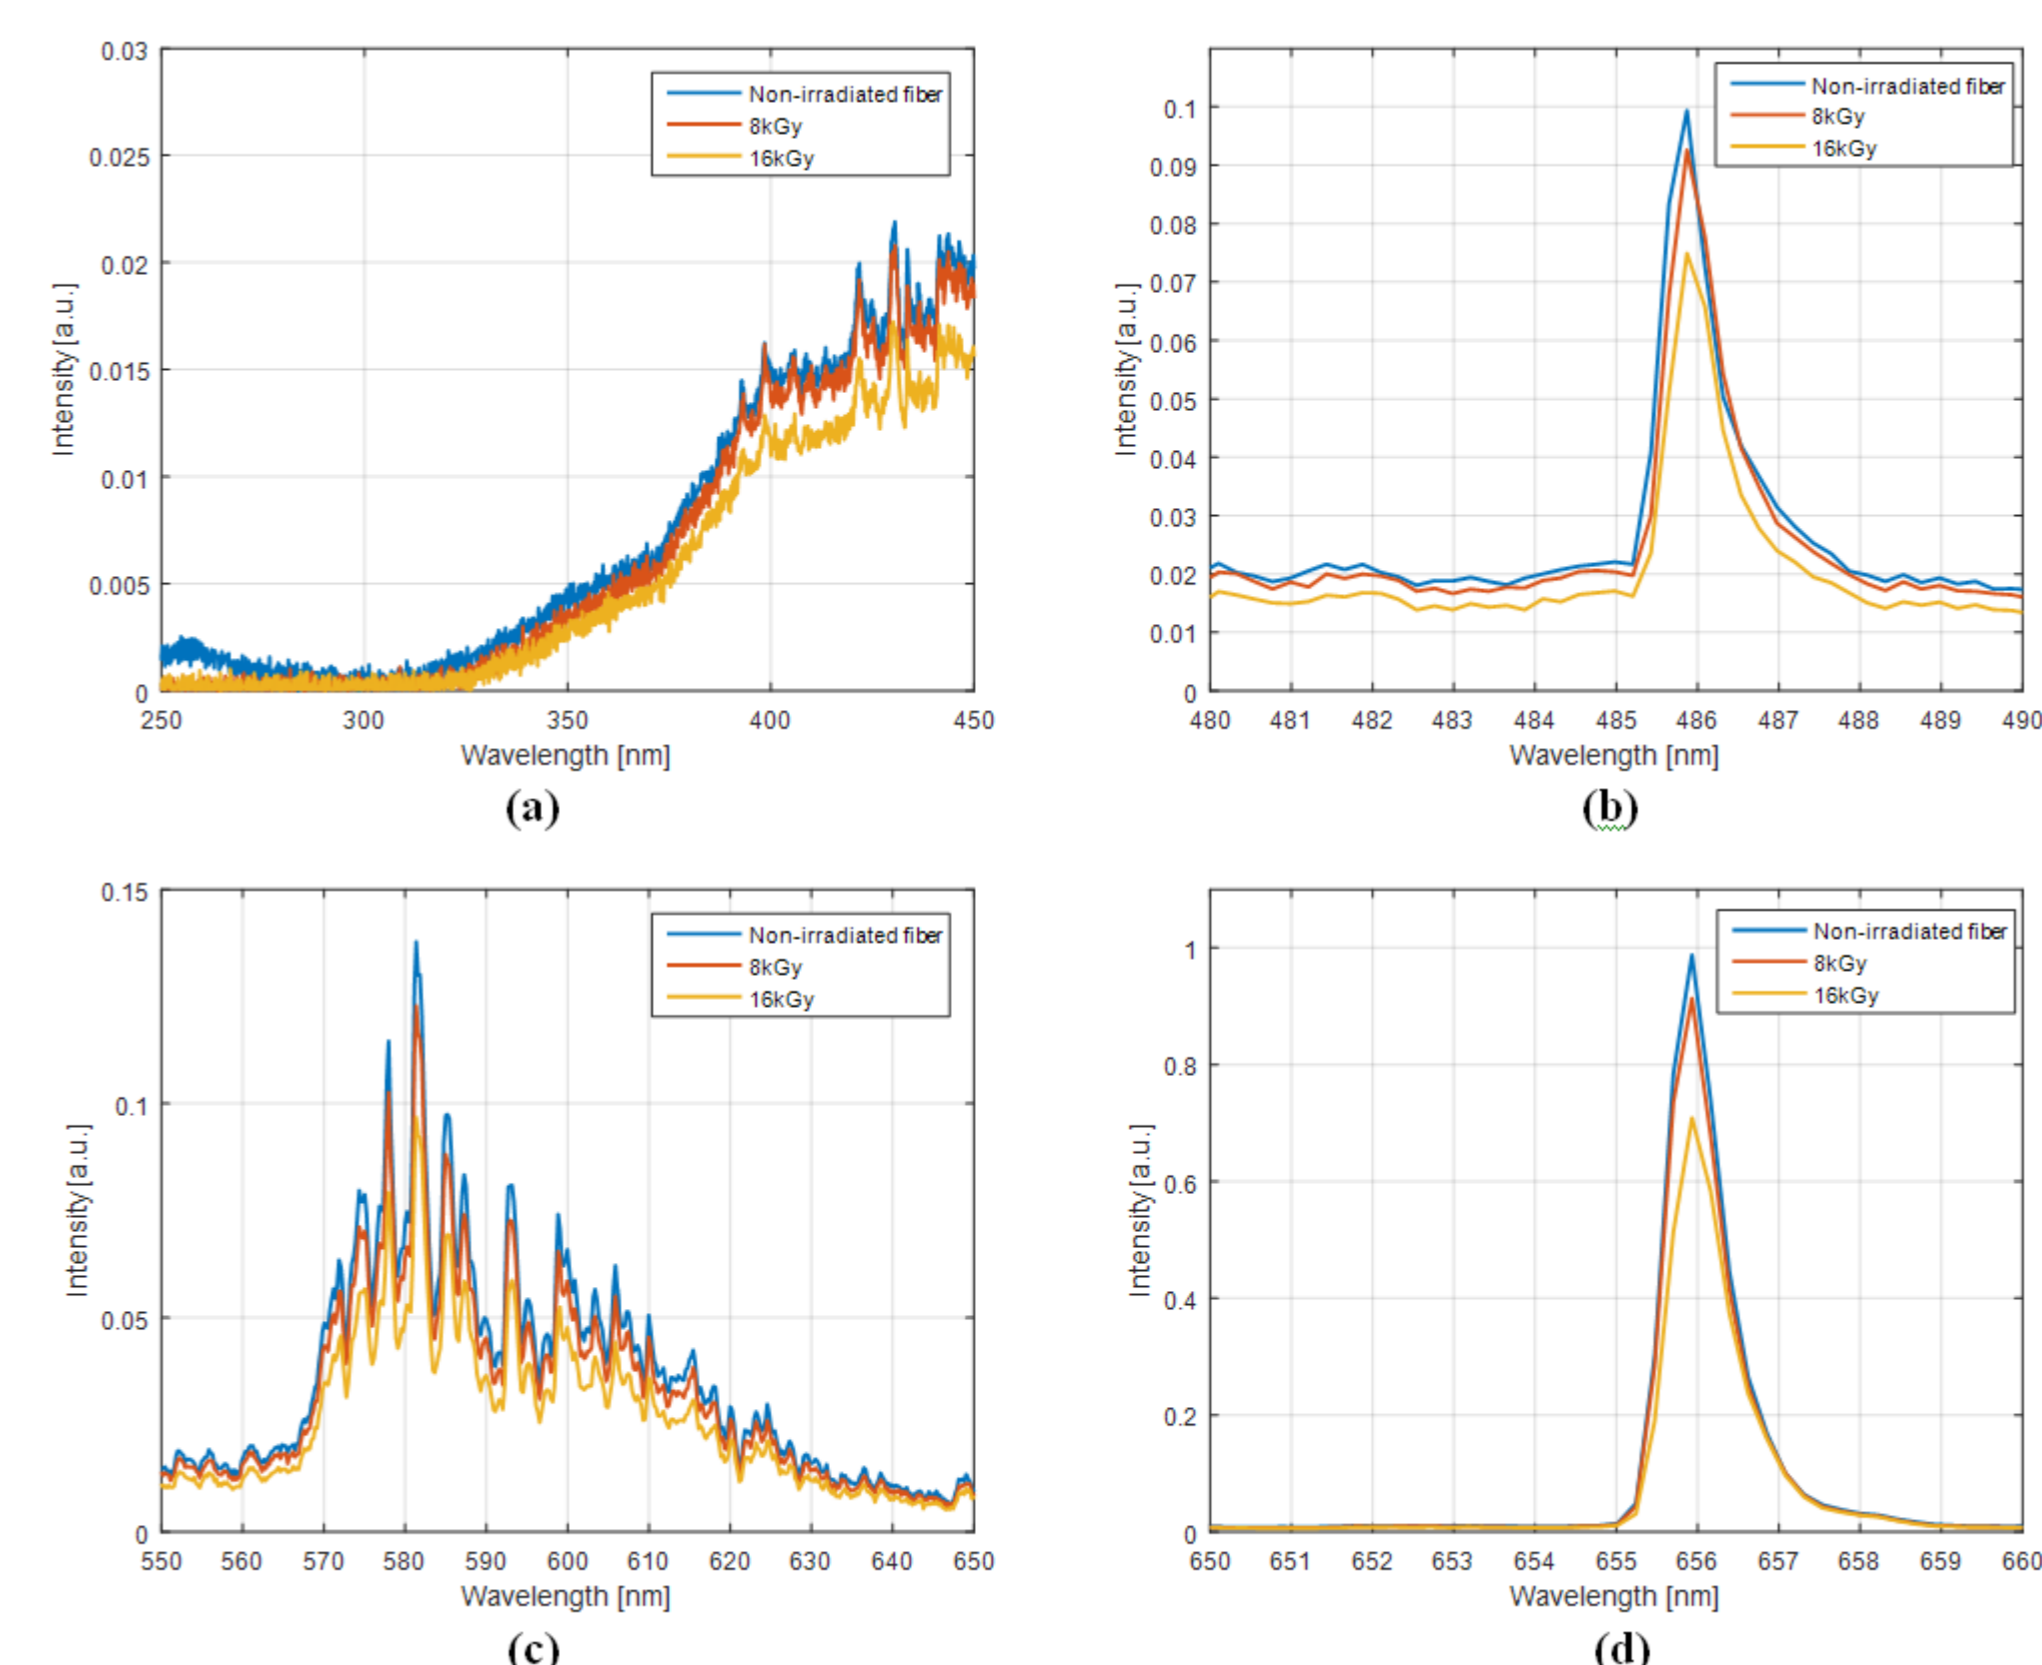 0.03
0.025
0.02
0.015
0.01
0.005
0
250 300 350 400 450
Intensity [a.u.]
Wavelength [nm]
Non-irradiated fiber
8kGy
16kGy
(a)
0.1
0.09
0.08
0.07
0.06
0.05
0.04
0.03
0.02
0.01
0
480 481 482 483 484 485 486 487 488 489 490
Intensity [a.u.]
Wavelength [nm]
Non-irradiated fiber
8kGy
16kGy
(b)
0.15
0.1
0.05
0
550 560 570 580 590 600 610 620 630 640 650
Intensity [a.u.]
Wavelength [nm]
Non-irradiated fiber
8kGy
16kGy
(c)
1
0.8
0.6
0.4
0.2
0
650 651 652 653 654 655 656 657 658 659 660
Intensity [a.u.]
Wavelength [nm]
Non-irradiated fiber
8kGy
16kGy
(d)